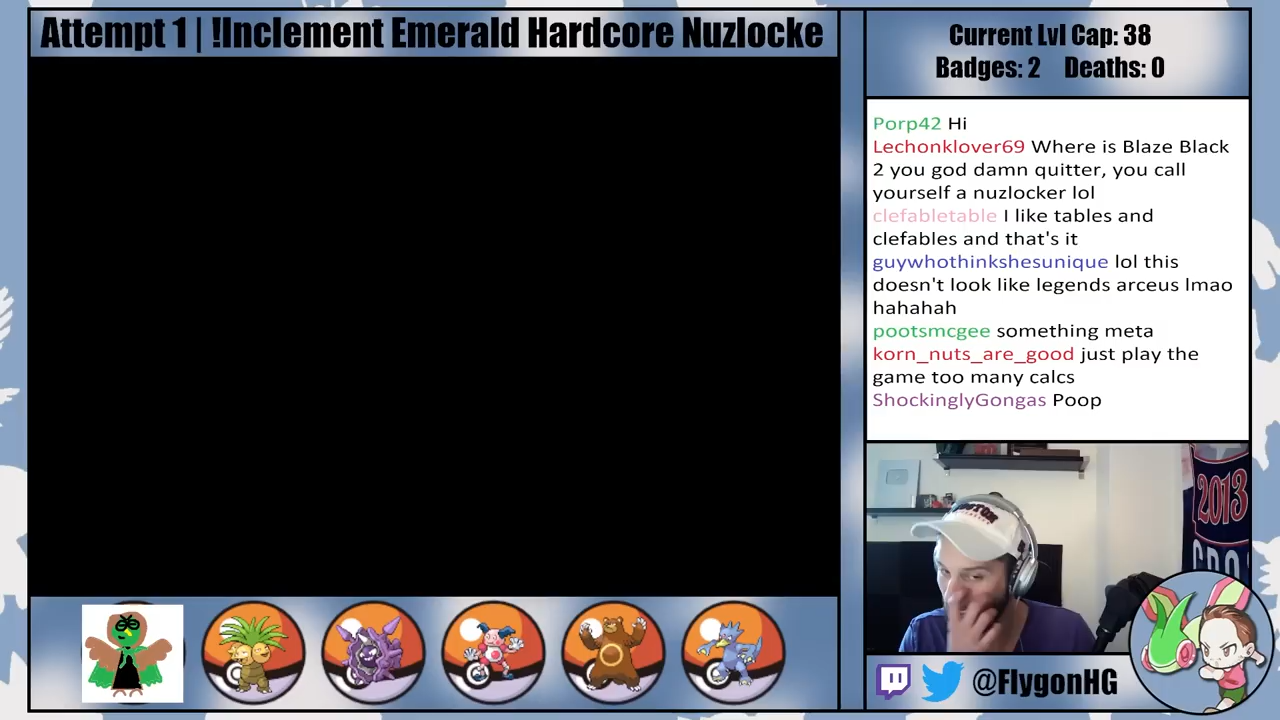 Attempt 1 | !Inclement Emerald Hardcore Nuzlocke
Current Lvl Cap: 38
Badges: 2 Deaths: 0
Porp42 Hi
Lechonklover69 Where is Blaze Black
2 you god damn quitter, you call
yourself a nuzlocker lol
clefabletable I like tables and
clefables and that's it
guywhothinkshesunique lol this
doesn't look like legends arceus lmao
hahahah
pootsmcgee something meta
korn_nuts_are_good just play the
game too many calcs
ShockinglyGongas Poop
2013
@FlygonHG